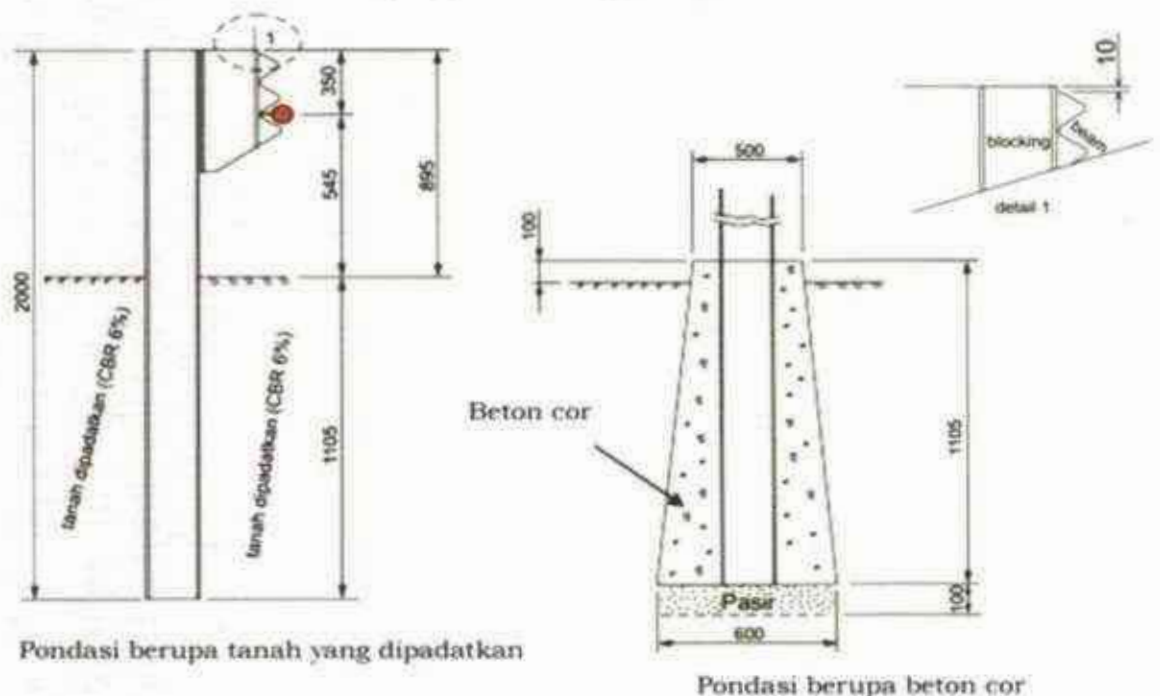 1
350
545
895
2000
1105
tanah dipadatkan (CBR 6%)
tanah dipadatkan (CBR 6%)
Pondasi berupa tanah yang dipadatkan
10
blocking
beam
detail 1
500
100
Beton cor
1105
Pasir
100
600
Pondasi berupa beton cor